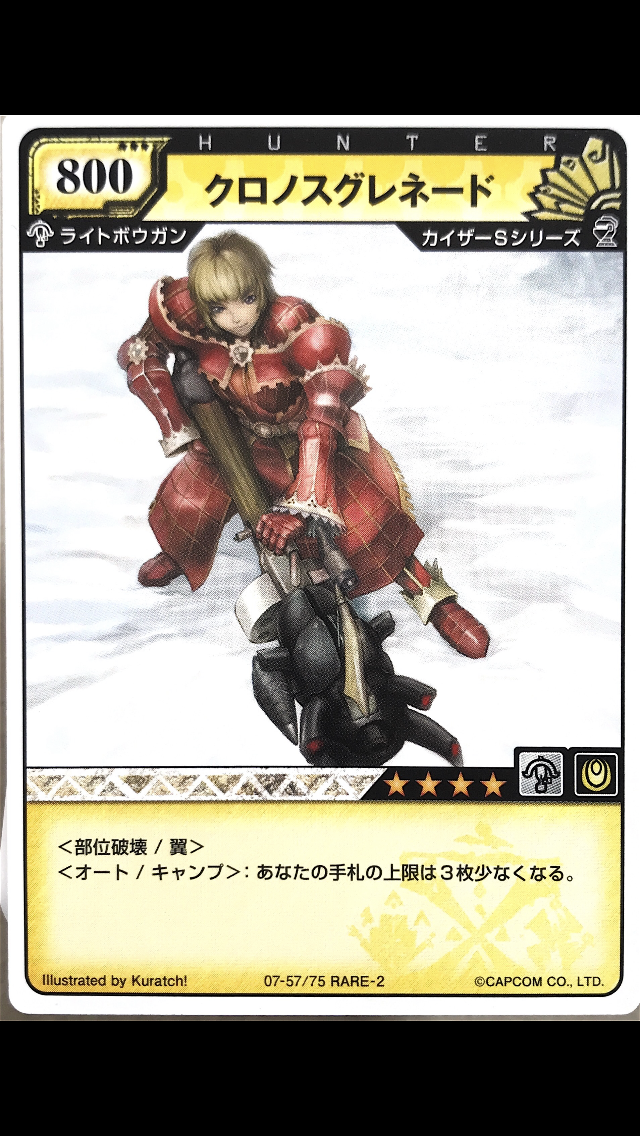 HUNTER
800
クロノスグレネード
ライトボウガン
カイザーSシリーズ
＜部位破壊 / 翼＞
＜オート / キャンプ＞：あなたの手札の上限は３枚少なくなる。
Illustrated by Kuratch!
07-57/75 RARE-2
©CAPCOM CO., LTD.